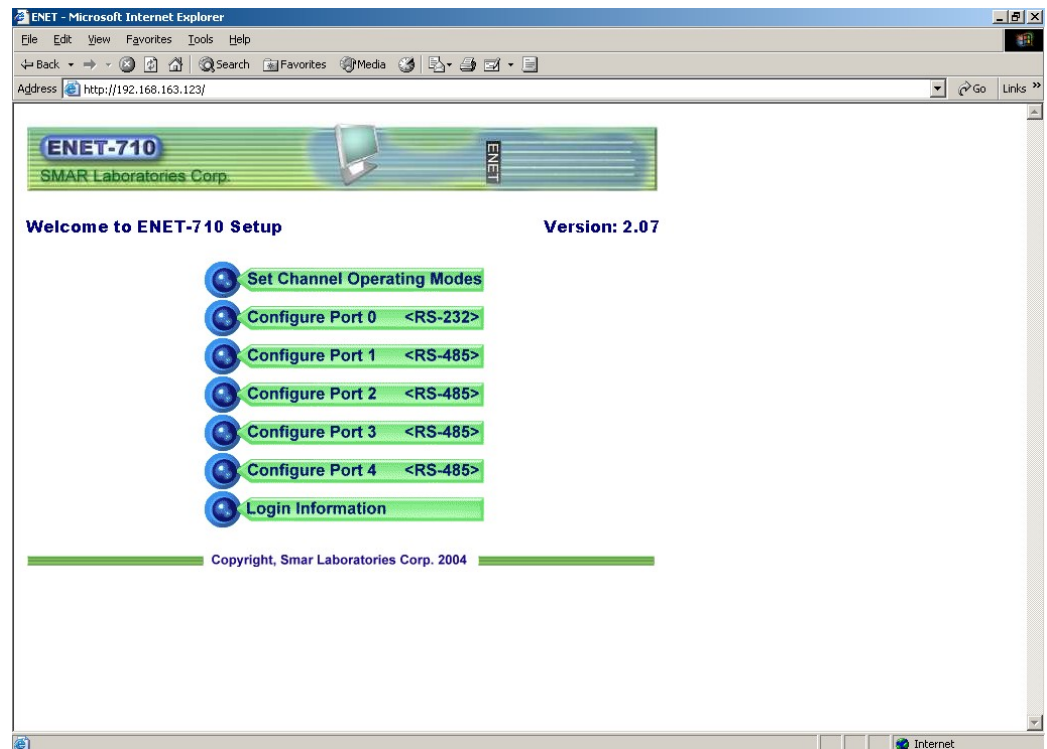 ENET - Microsoft Internet Explorer
File Edit View Favorites Tools Help
Back Search Favorites Media
Address http://192.168.163.123/ Go Links »
ENET-710
SMAR Laboratories Corp.
ENET
Welcome to ENET-710 Setup Version: 2.07
Set Channel Operating Modes
Configure Port 0 <RS-232>
Configure Port 1 <RS-485>
Configure Port 2 <RS-485>
Configure Port 3 <RS-485>
Configure Port 4 <RS-485>
Login Information
Copyright, Smar Laboratories Corp. 2004
Internet